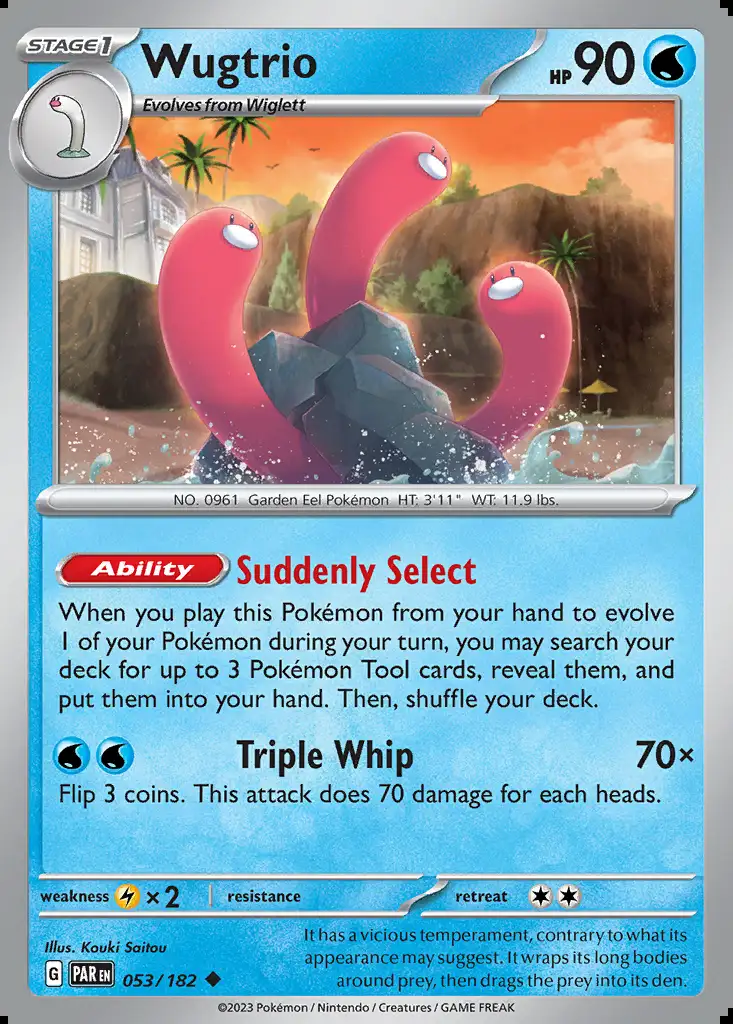 STAGE1
Wugtrio
HP 90
Evolves from Wiglett
NO. 0961 Garden Eel Pokémon HT: 3'11" WT: 11.9 lbs.
Ability Suddenly Select
When you play this Pokémon from your hand to evolve
1 of your Pokémon during your turn, you may search your
deck for up to 3 Pokémon Tool cards, reveal them, and
put them into your hand. Then, shuffle your deck.
Triple Whip 70×
Flip 3 coins. This attack does 70 damage for each heads.
weakness ×2 resistance retreat
Illus. Kouki Saitou
G PAR EN 053/182
It has a vicious temperament, contrary to what its
appearance may suggest. It wraps its long bodies
around prey, then drags the prey into its den.
©2023 Pokémon / Nintendo / Creatures / GAME FREAK